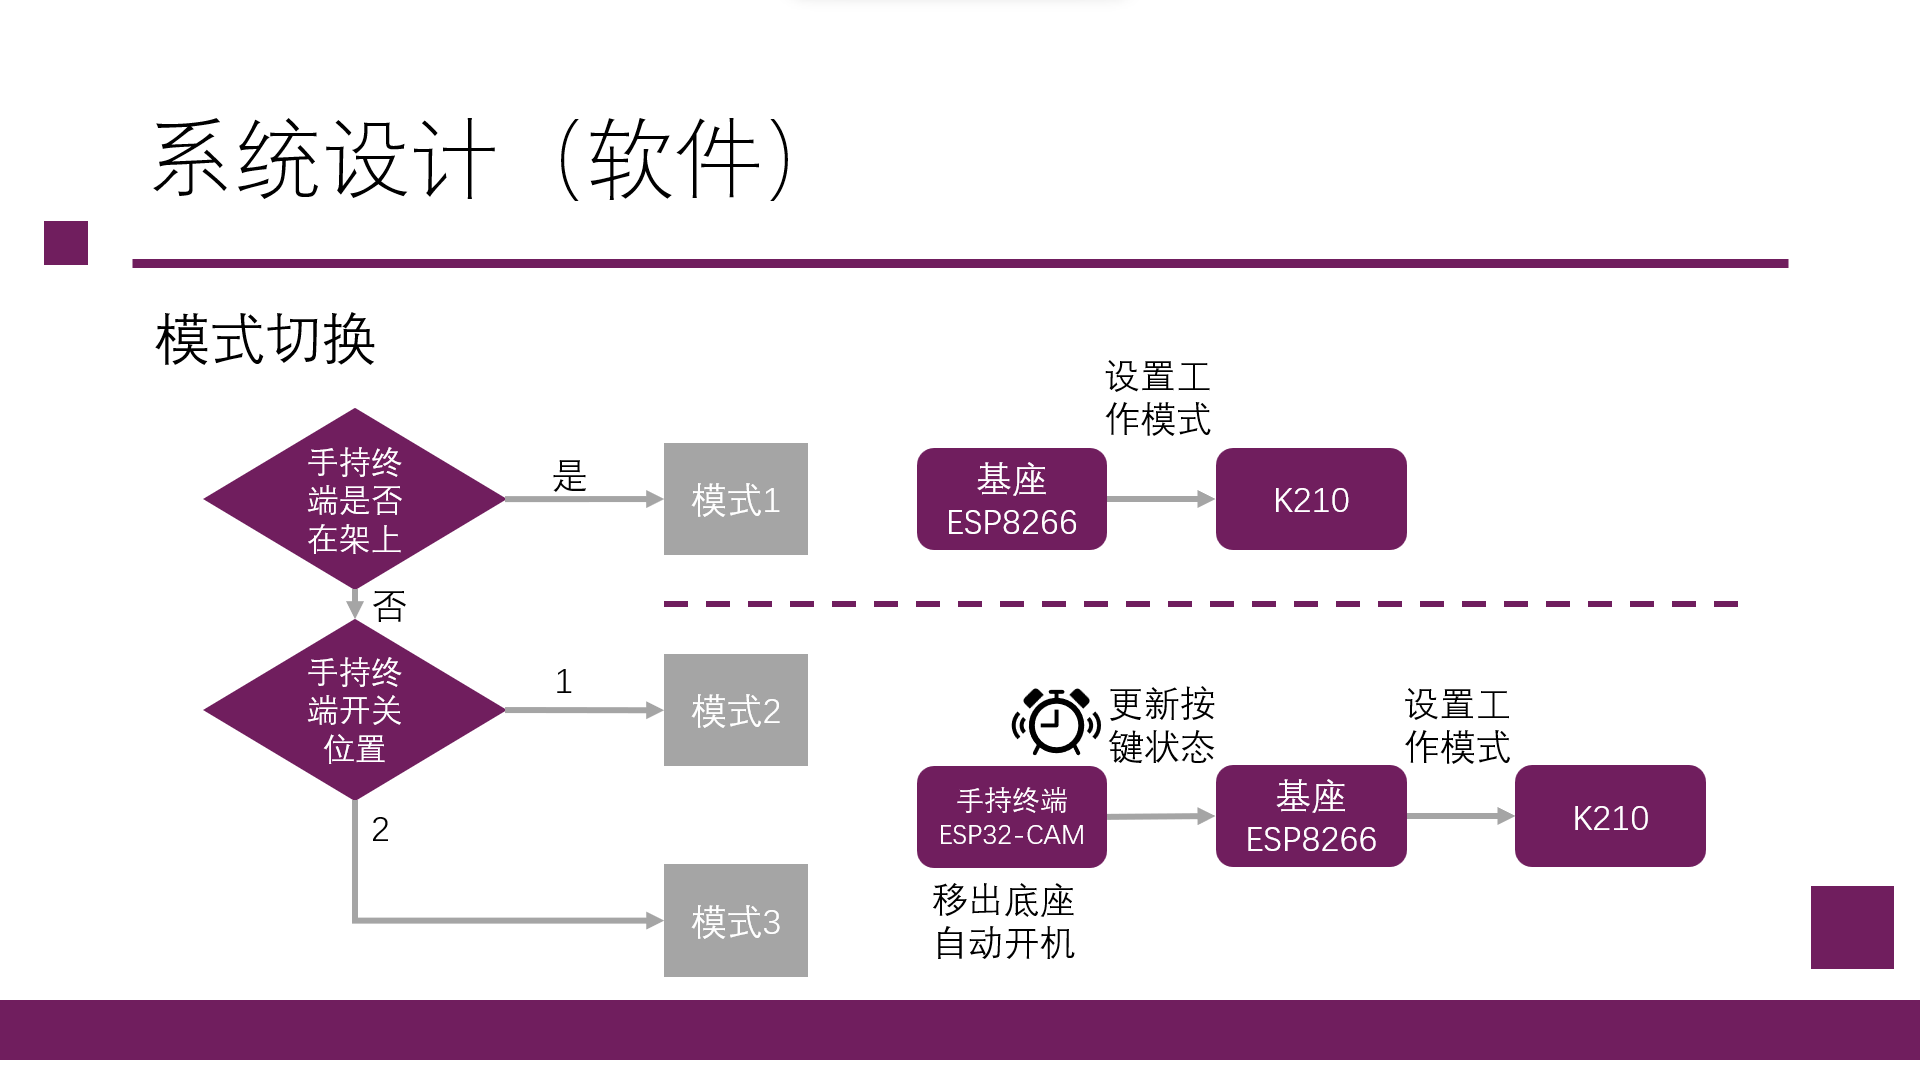 系统设计（软件）
模式切换
手持终
端是否
在架上
是
模式1
否
手持终
端开关
位置
1
模式2
2
模式3
设置工
作模式
基座
ESP8266
K210
更新按
键状态
设置工
作模式
手持终端
ESP32-CAM
基座
ESP8266
K210
移出底座
自动开机